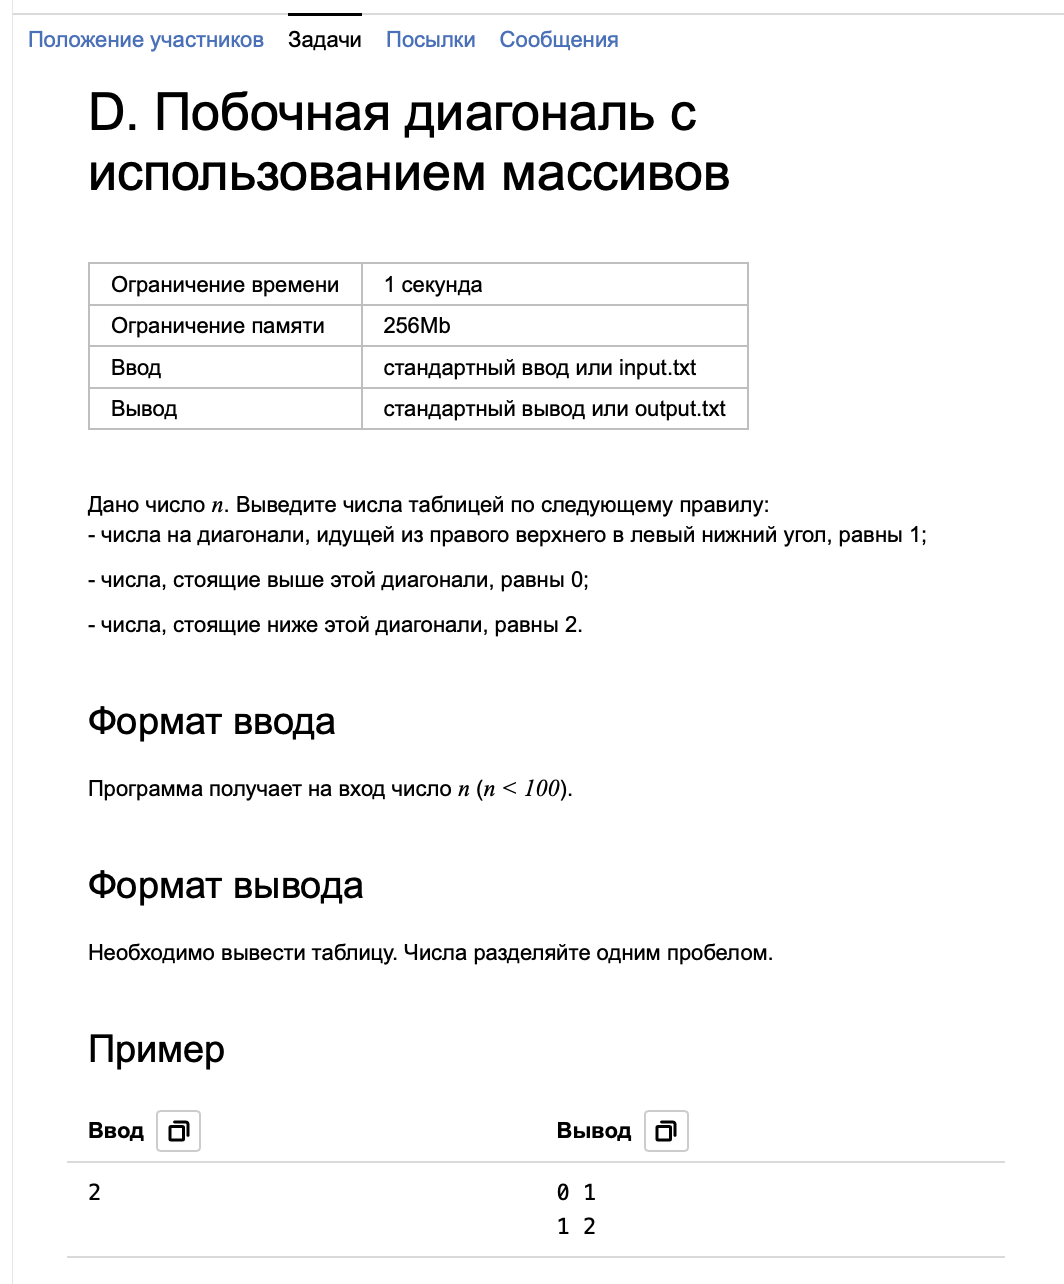 Положение участников Задачи Посылки Сообщения
D. Побочная диагональ с
использованием массивов
Ограничение времени 1 секунда
Ограничение памяти 256Mb
Ввод стандартный ввод или input.txt
Вывод стандартный вывод или output.txt
Дано число n. Выведите числа таблицей по следующему правилу:
- числа на диагонали, идущей из правого верхнего в левый нижний угол, равны 1;
- числа, стоящие выше этой диагонали, равны 0;
- числа, стоящие ниже этой диагонали, равны 2.
Формат ввода
Программа получает на вход число n (n < 100).
Формат вывода
Необходимо вывести таблицу. Числа разделяйте одним пробелом.
Пример
Ввод Вывод
2 0 1
1 2